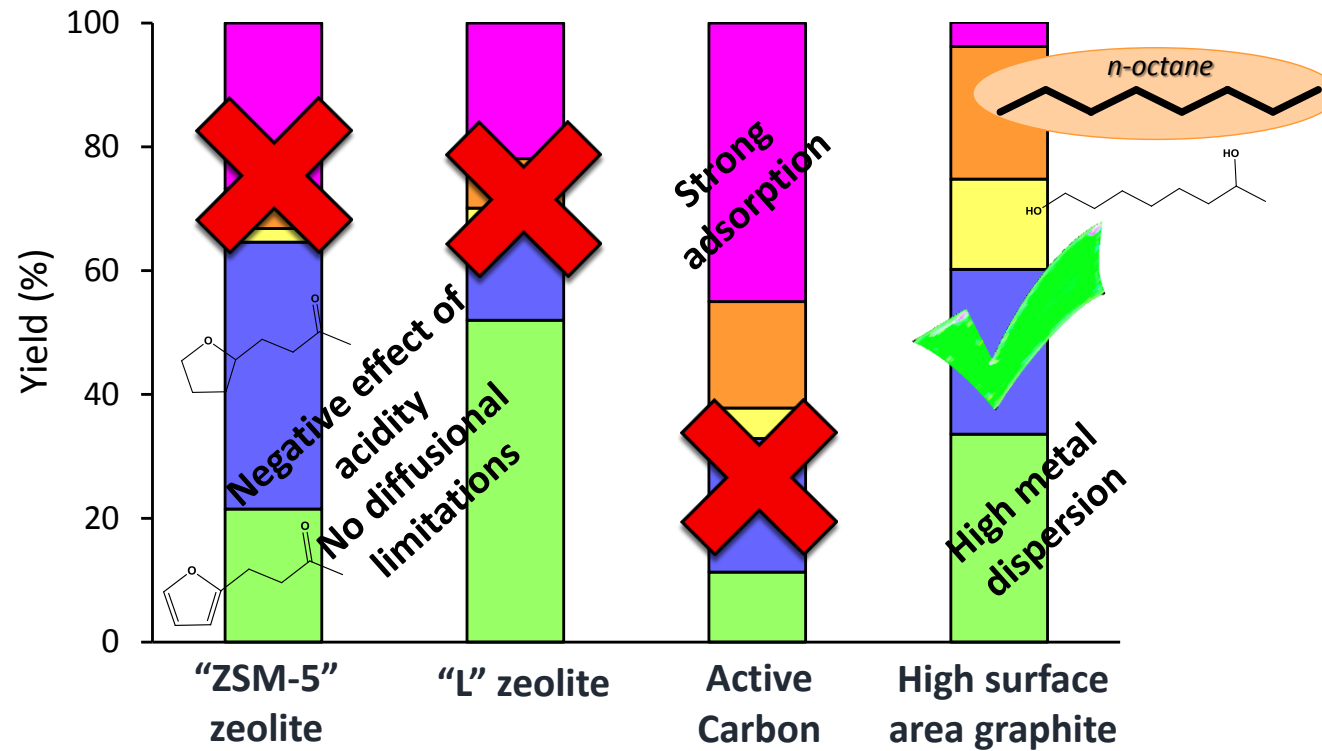 100
80
60
40
20
0
Yield (%)
n-octane
HO
HO
O
O
O
O
Strong
adsorption
Negative effect of
acidity
No diffusional
limitations
High metal
dispersion
“ZSM-5”
zeolite
“L” zeolite
Active
Carbon
High surface
area graphite